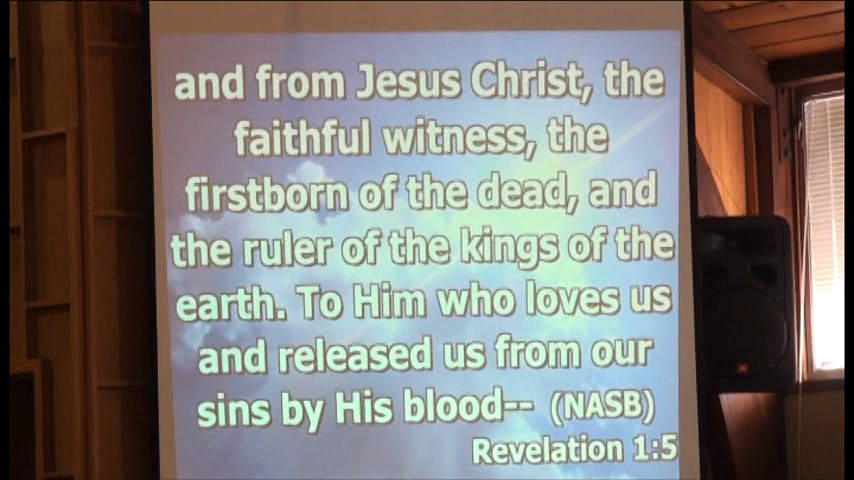 and from Jesus Christ, the
faithful witness, the
firstborn of the dead, and
the ruler of the kings of the
earth. To Him who loves us
and released us from our
sins by His blood-- (NASB)
Revelation 1:5